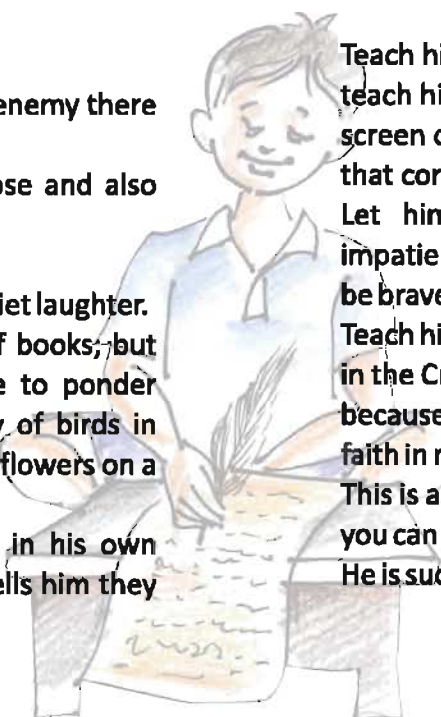 enemy there
ose and also
iet laughter.
f books; but
e to ponder
y of birds in
flowers on a
in his own
ells him they
Teach hi
teach hi
screen o
that cor
Let him
impatie
be brave
Teach hi
in the Cr
because
faith in r
This is a
you can
He is suc